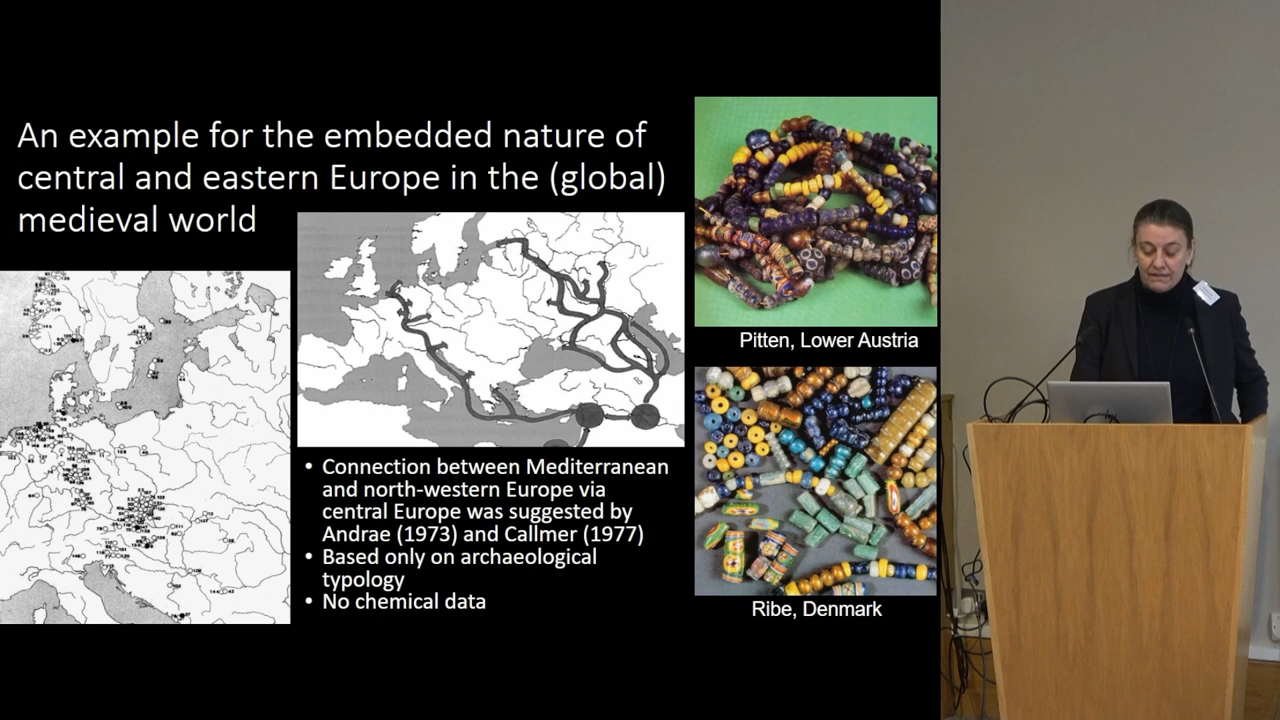 An example for the embedded nature of
central and eastern Europe in the (global)
medieval world
• Connection between Mediterranean
and north-western Europe via
central Europe was suggested by
Andrae (1973) and Callmer (1977)
• Based only on archaeological
typology
• No chemical data
Pitten, Lower Austria
Ribe, Denmark